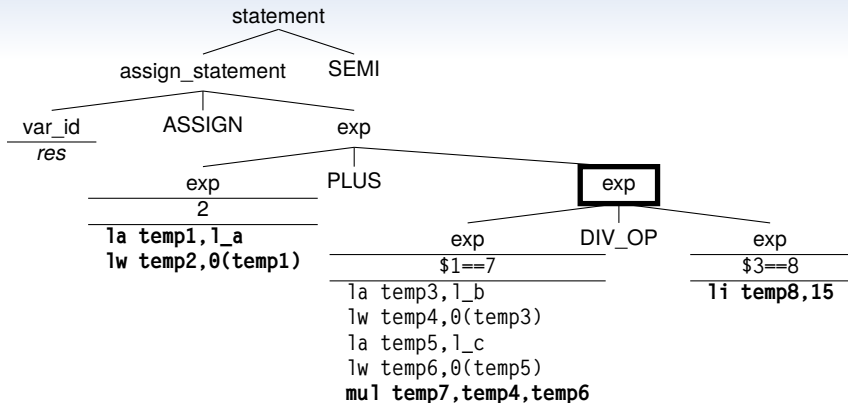 statement
assign_statement SEMI
var_id ASSIGN exp
res
exp PLUS exp
2
la temp1,l_a
lw temp2,0(temp1)
exp DIV_OP exp
$1==7 $3==8
la temp3,l_b li temp8,15
lw temp4,0(temp3)
la temp5,l_c
lw temp6,0(temp5)
mul temp7,temp4,temp6